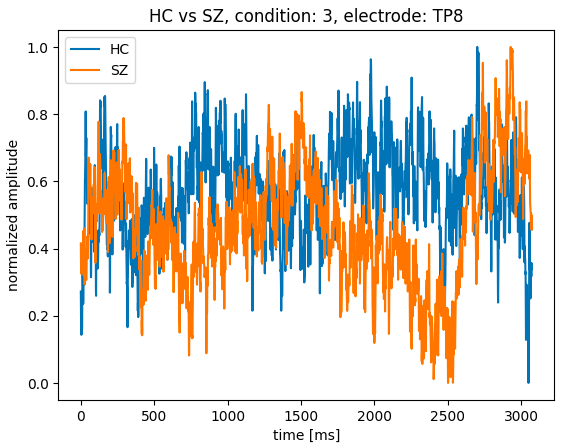 HC vs SZ, condition: 3, electrode: TP8
HC
SZ
normalized amplitude
1.0
0.8
0.6
0.4
0.2
0.0
0
500
1000
1500
2000
2500
3000
time [ms]